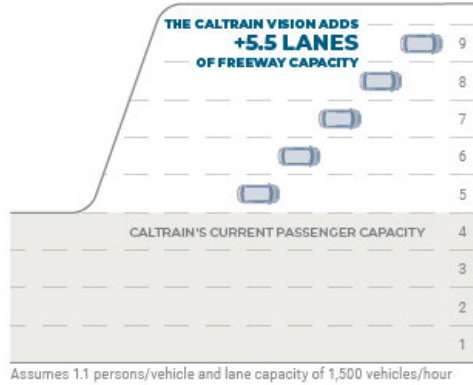 THE CALTRAIN VISION ADDS
+5.5 LANES
OF FREEWAY CAPACITY
9
8
7
6
5
CALTRAIN'S CURRENT PASSENGER CAPACITY 4
3
2
1
Assumes 1.1 persons/vehicle and lane capacity of 1,500 vehicles/hour